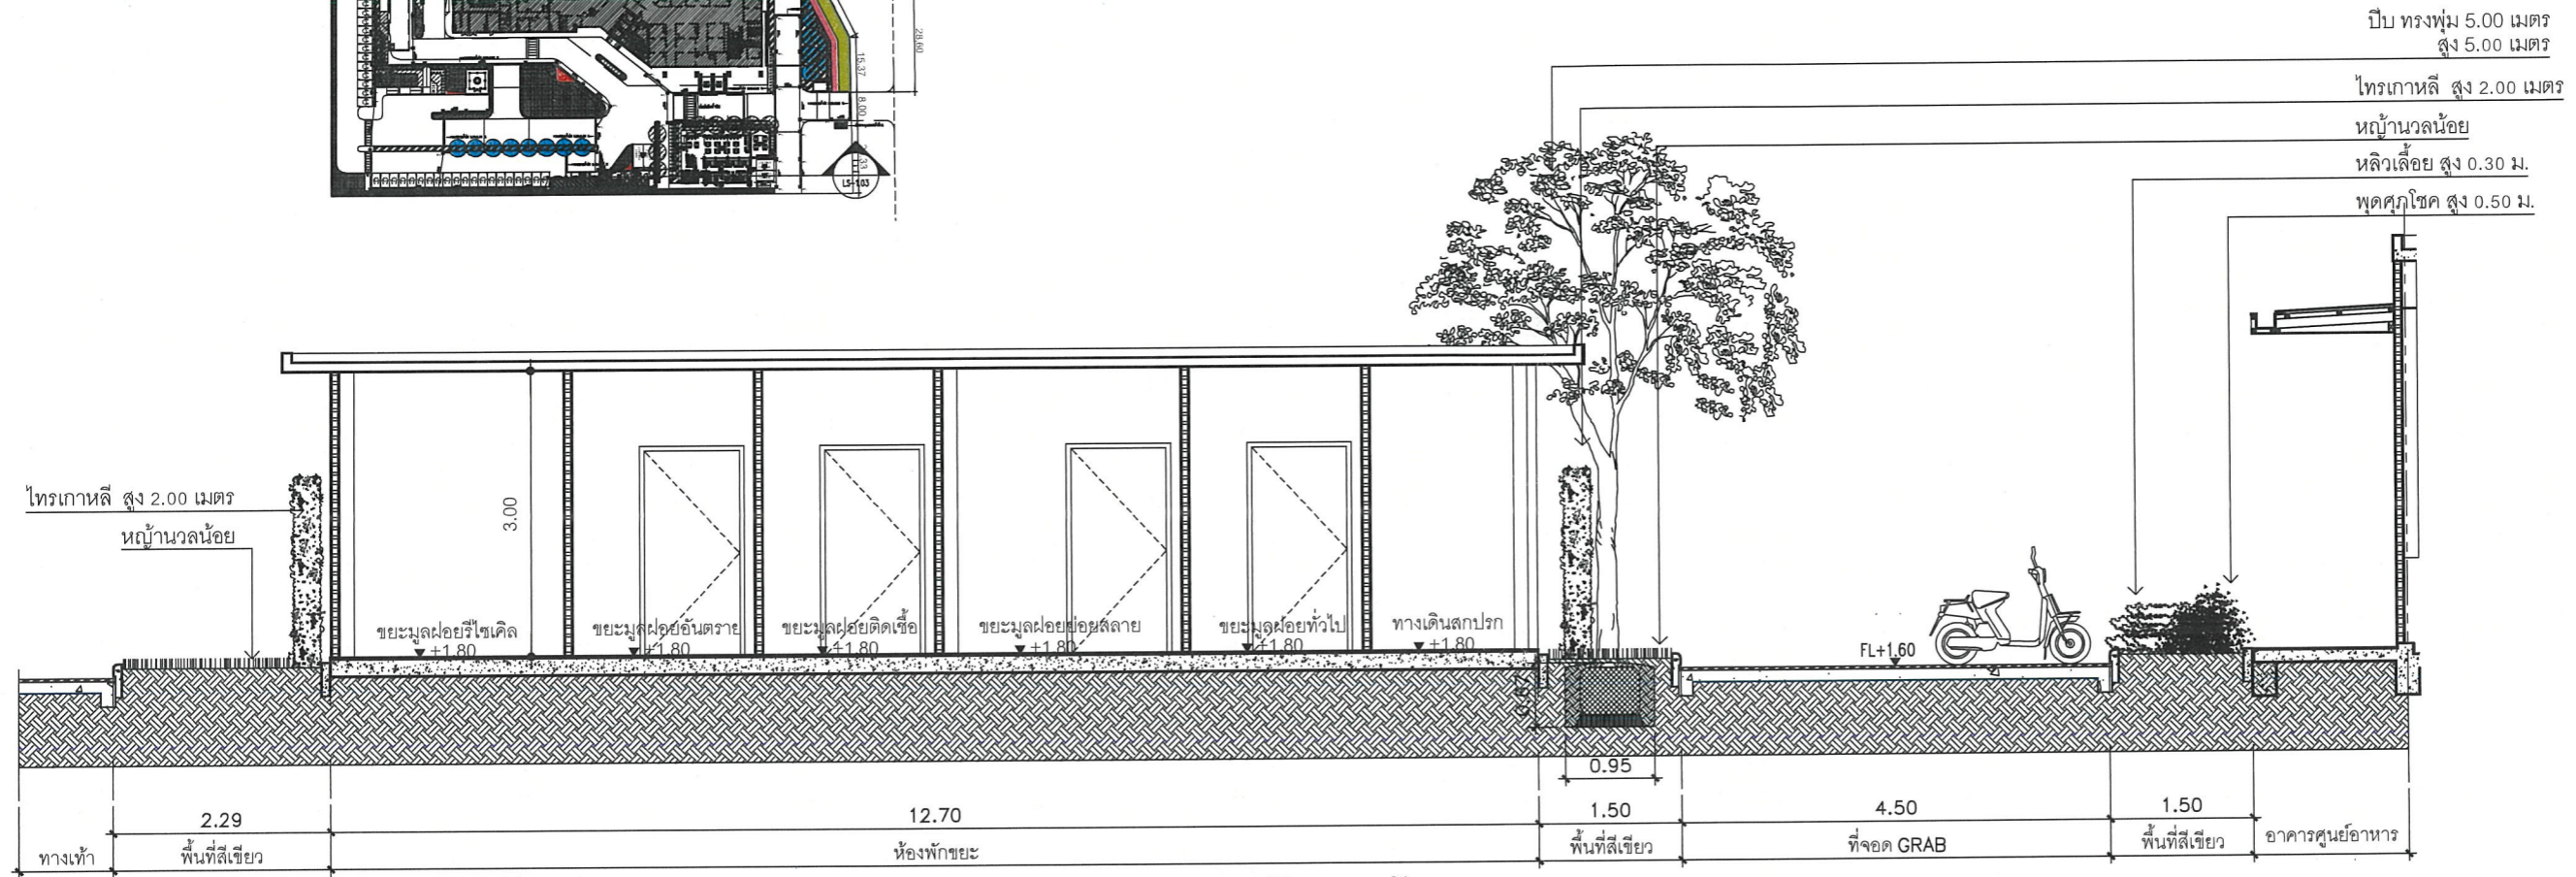 28.60
15.37
8.00
33
LS-1.03
ปีบ ทรงพุ่ม 5.00 เมตร
สูง 5.00 เมตร
ไทรเกาหลี สูง 2.00 เมตร
หญ้านวลน้อย
หลิวเลื้อย สูง 0.30 ม.
พุดศุภโชค สูง 0.50 ม.
ไทรเกาหลี สูง 2.00 เมตร
หญ้านวลน้อย
3.00
ขยะมูลฝอยรีไซเคิล
+1.80
ขยะมูลฝอยอันตราย
+1.80
ขยะมูลฝอยติดเชื้อ
+1.80
ขยะมูลฝอยย่อยสลาย
+1.80
ขยะมูลฝอยทั่วไป
+1.80
ทางเดินสกปรก
+1.80
FL+1.60
0.67
0.95
2.29
12.70
1.50
4.50
1.50
ทางเท้า
พื้นที่สีเขียว
ห้องพักขยะ
พื้นที่สีเขียว
ที่จอด GRAB
พื้นที่สีเขียว
อาคารศูนย์อาหาร